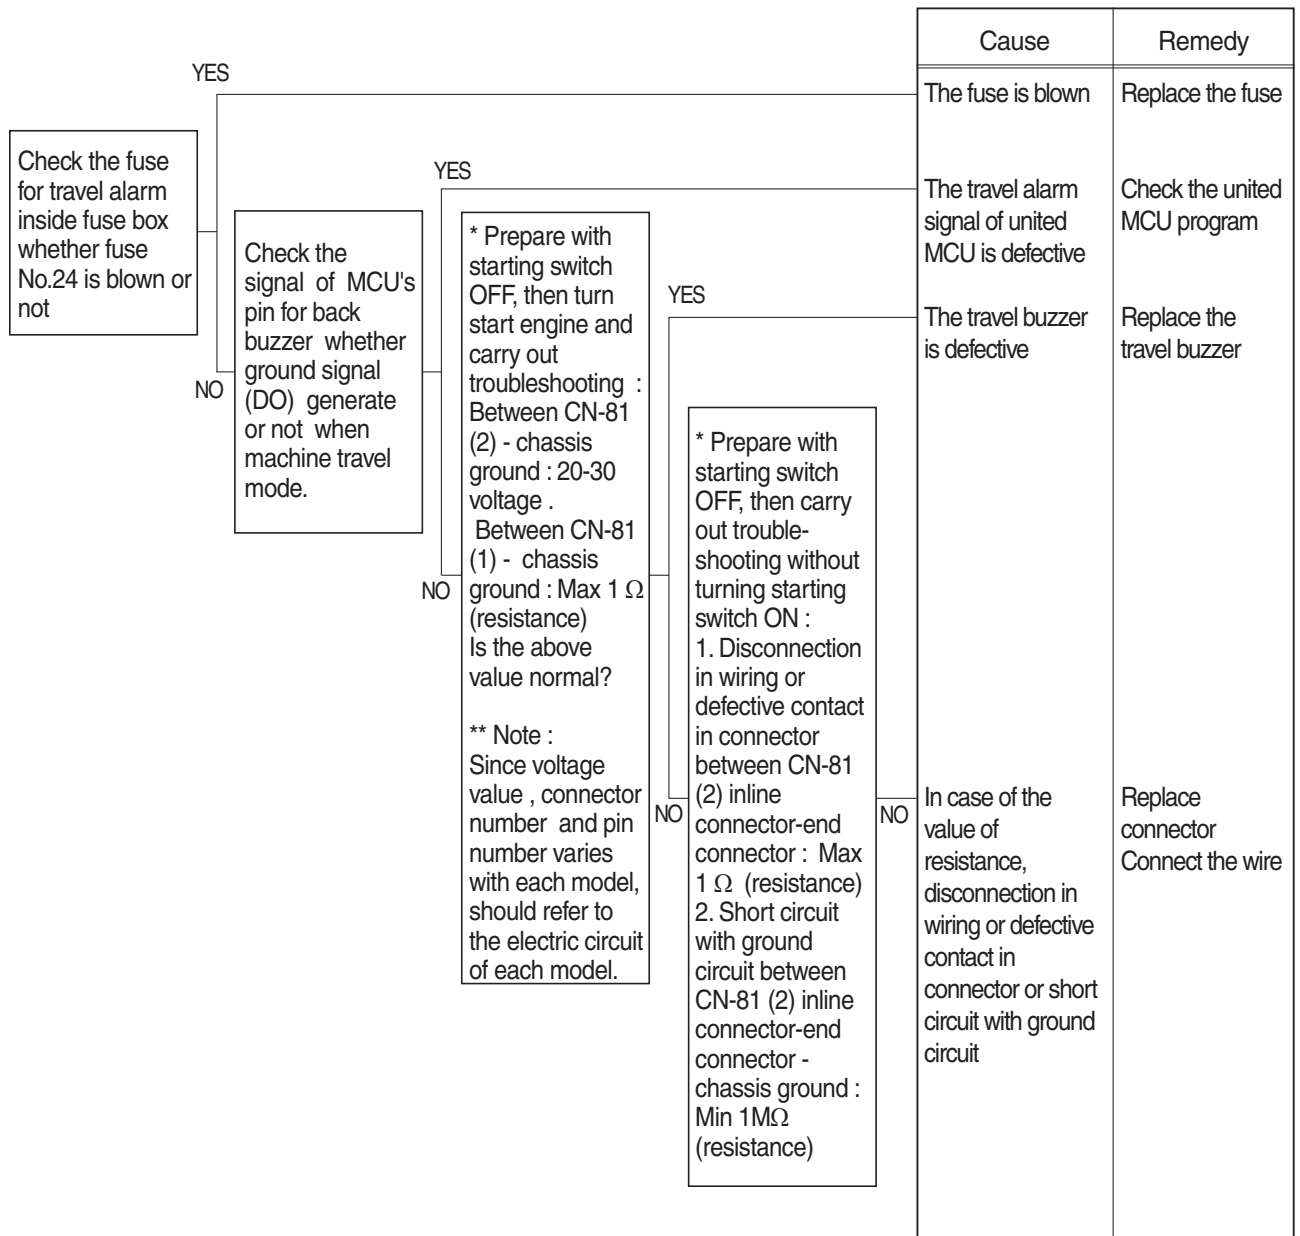 Cause
Remedy
YES
The fuse is blown
Replace the fuse
Check the fuse
for travel alarm
inside fuse box
whether fuse
No.24 is blown or
not
NO
YES
The travel alarm
signal of united
MCU is defective
Check the united
MCU program
Check the
signal of MCU's
pin for back
buzzer whether
ground signal
(DO) generate
or not when
machine travel
mode.
NO
* Prepare with
starting switch
OFF, then turn
start engine and
carry out
troubleshooting :
Between CN-81
(2) - chassis
ground : 20-30
voltage .
Between CN-81
(1) - chassis
ground : Max 1 Ω
(resistance)
Is the above
value normal?
** Note :
Since voltage
value , connector
number and pin
number varies
with each model,
should refer to
the electric circuit
of each model.
YES
The travel buzzer
is defective
Replace the
travel buzzer
NO
* Prepare with
starting switch
OFF, then carry
out trouble-
shooting without
turning starting
switch ON :
1. Disconnection
in wiring or
defective contact
in connector
between CN-81
(2) inline
connector-end
connector : Max
1 Ω (resistance)
2. Short circuit
with ground
circuit between
CN-81 (2) inline
connector-end
connector -
chassis ground :
Min 1MΩ
(resistance)
NO
In case of the
value of
resistance,
disconnection in
wiring or defective
contact in
connector or short
circuit with ground
circuit
Replace
connector
Connect the wire